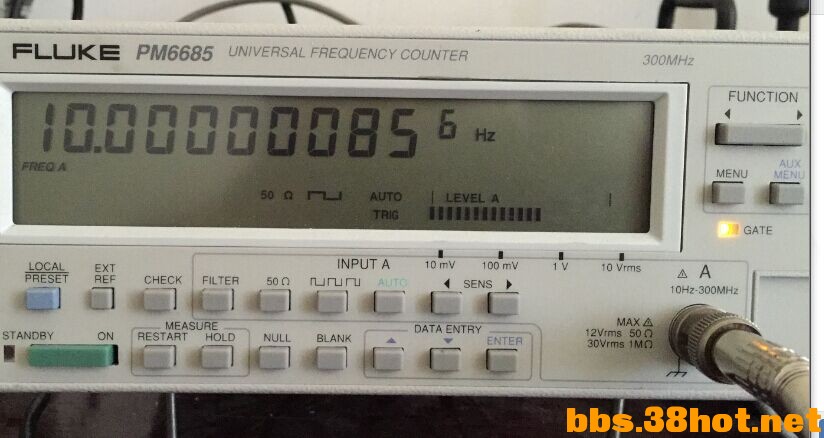 FLUKE PM6685 UNIVERSAL FREQUENCY COUNTER 300MHz
10.00000085 6 Hz
FREQ A
50 Ω AUTO LEVEL A
TRIG
FUNCTION
MENU AUX MENU
GATE
10 mV 100 mV 1 V 10 Vrms
LOCAL
PRESET
EXT
REF
CHECK
INPUT A
FILTER 50 Ω AUTO SENS
A
10Hz-300MHz
MAX
12Vrms 50Ω
30Vrms 1MΩ
STANDBY ON
MEASURE
RESTART HOLD
NULL BLANK
DATA ENTRY
ENTER
bbs.38hot.net